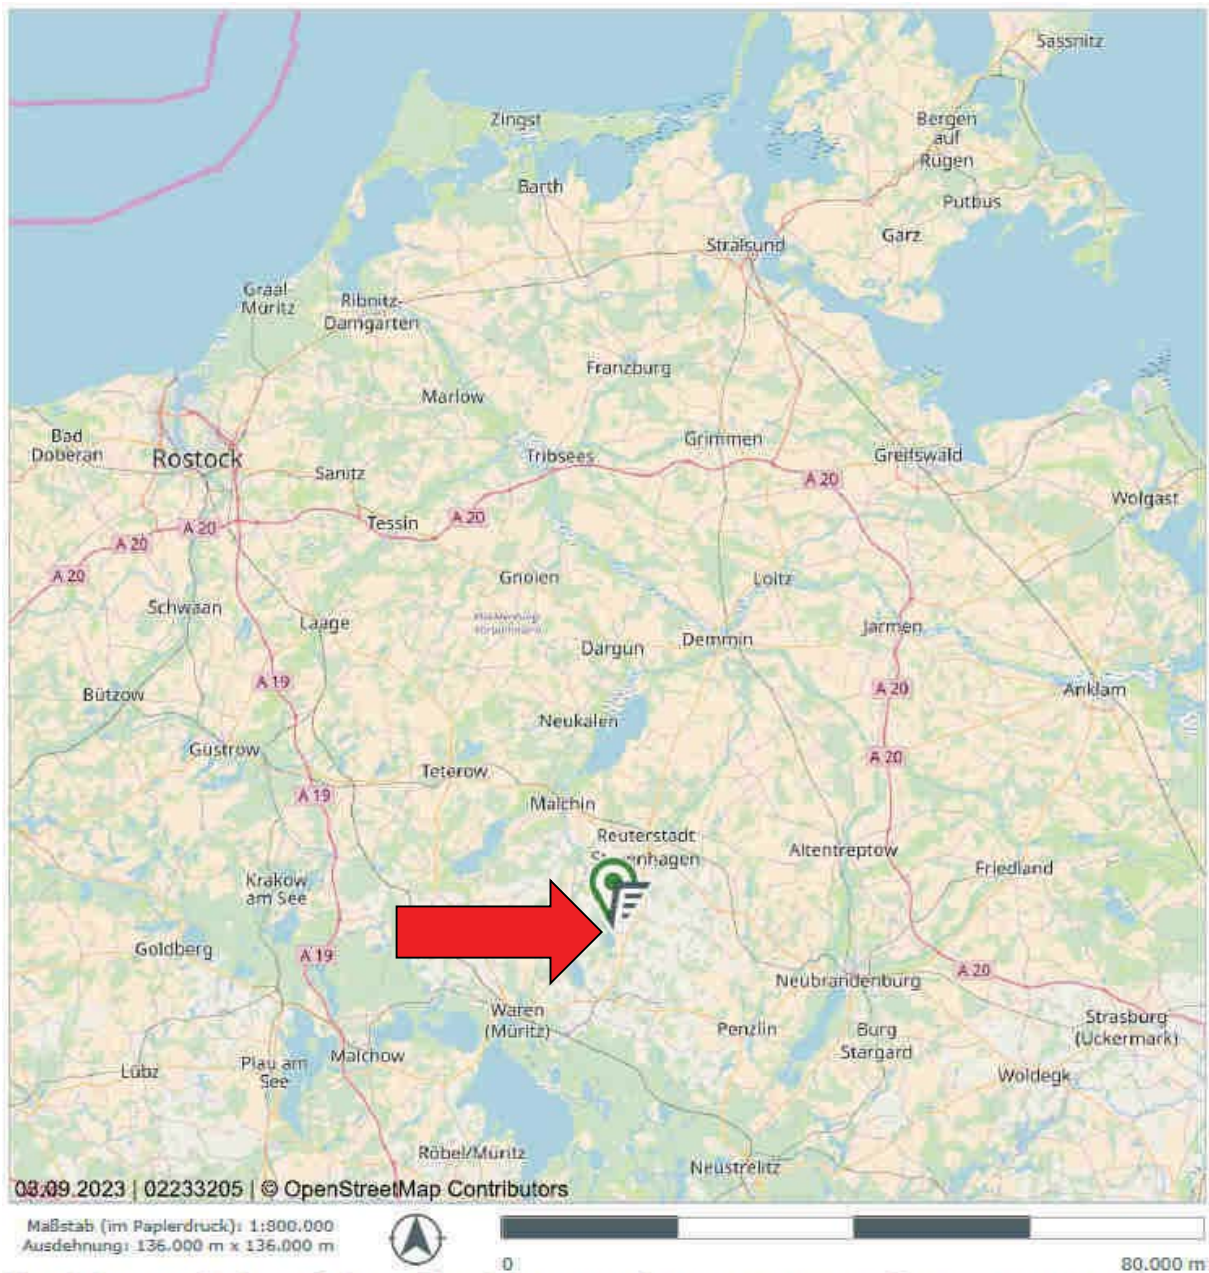 Sassnitz
Zingst
Bergen
auf
Rügen
Barth
Putbus
Garz
Stralsund
Graal-
Müritz
Ribnitz-
Damgarten
Franzburg
Marlow
Bad
Doberan
Rostock
Grimmen
Tribsees
Greifswald
Sanitz
A 20
Wolgast
Tessin
A 20
A 20
A 20
A 20
Gnoien
Loitz
Schwaan
Laage
Jarmen
Dargun
Demmin
A 19
A 20
Anklam
Bützow
Neukalen
Güstrow
A 20
Teterow
A 19
Malchin
Reuterstadt
Altentreptow
Friedland
Krakow
am See
Goldberg
A 19
A 20
Neubrandenburg
Waren
(Müritz)
Penzlin
Burg
Stargard
Strasburg
(Uckermark)
Malchow
Plau am
See
Lübz
Woldegk
Röbel/Müritz
Neustrelitz
03.09.2023 | 02233205 | © OpenStreetMap Contributors
Maßstab (im Papierdruck): 1:800.000
Ausdehnung: 136.000 m x 136.000 m
0
80.000 m